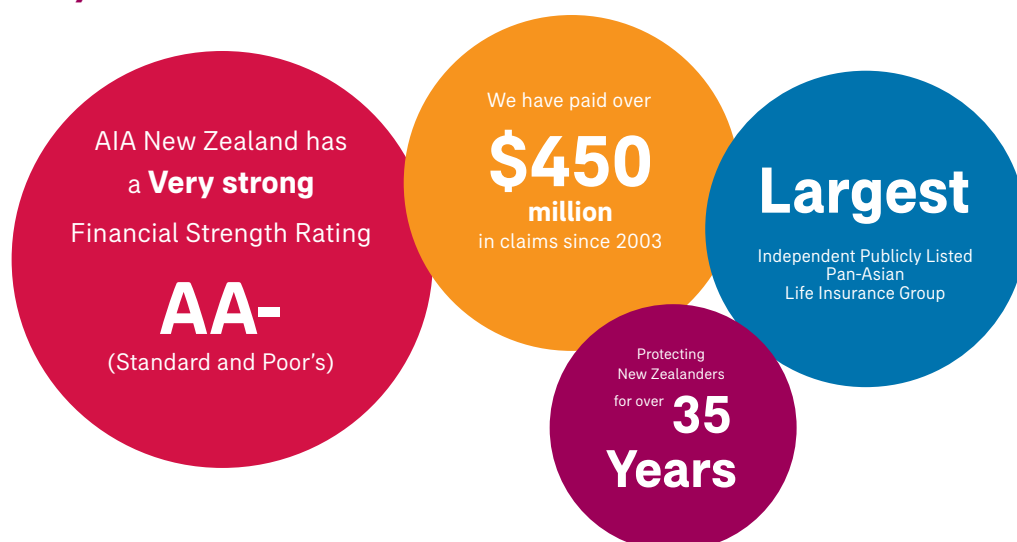 AIA New Zealand has
a Very strong
Financial Strength Rating
AA-
(Standard and Poor's)
We have paid over
$450
million
in claims since 2003
Largest
Independent Publicly Listed
Pan-Asian
Life Insurance Group
Protecting
New Zealanders
for over 35
Years